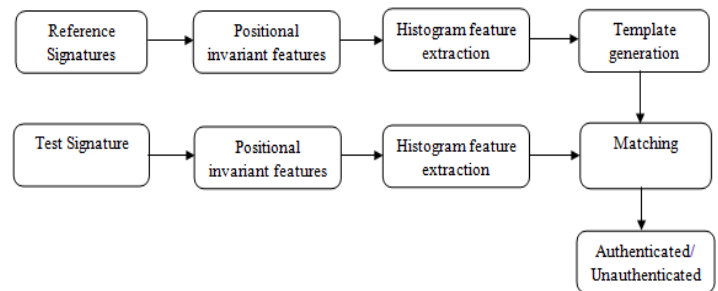 Reference
Signatures
Positional
invariant features
Histogram feature
extraction
Template
generation
Test Signature
Positional
invariant features
Histogram feature
extraction
Matching
Authenticated/
Unauthenticated